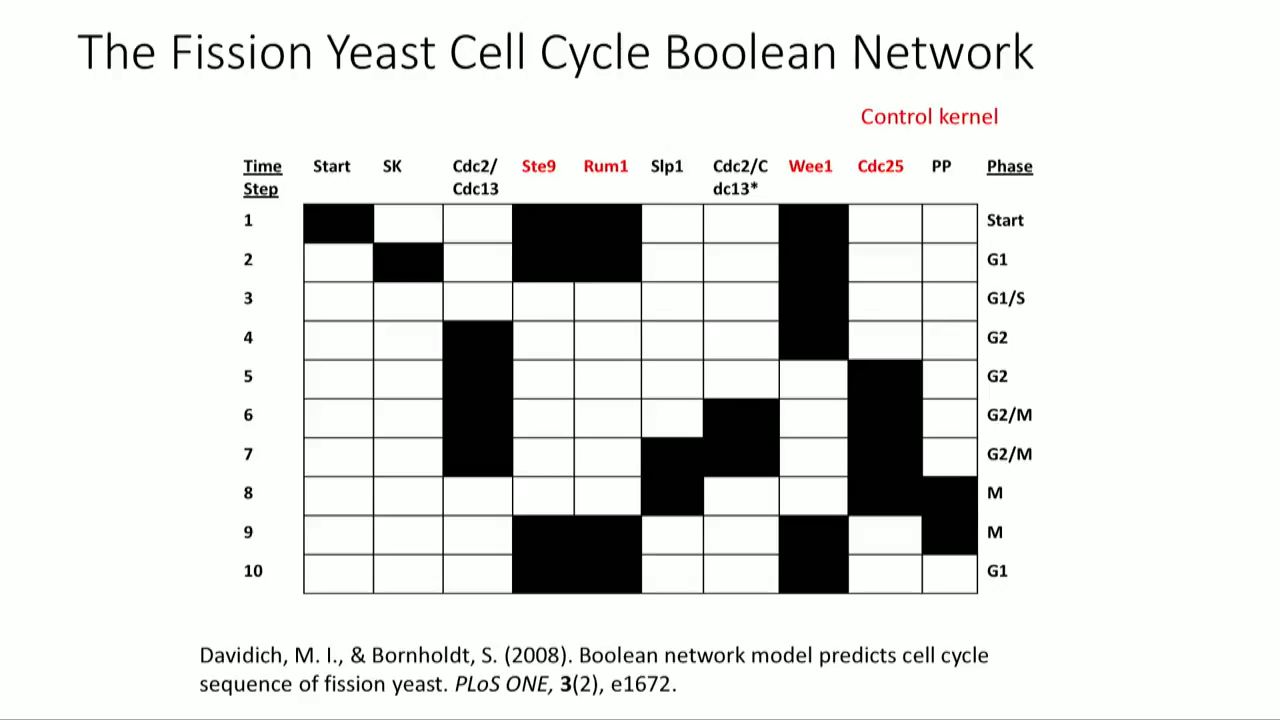 The Fission Yeast Cell Cycle Boolean Network
Control kernel
Time Step Start SK Cdc2/ Cdc13 Ste9 Rum1 Slp1 Cdc2/C dc13* Wee1 Cdc25 PP Phase
1 Start
2 G1
3 G1/S
4 G2
5 G2
6 G2/M
7 G2/M
8 M
9 M
10 G1
Davidich, M. I., & Bornholdt, S. (2008). Boolean network model predicts cell cycle
sequence of fission yeast. PLoS ONE, 3(2), e1672.